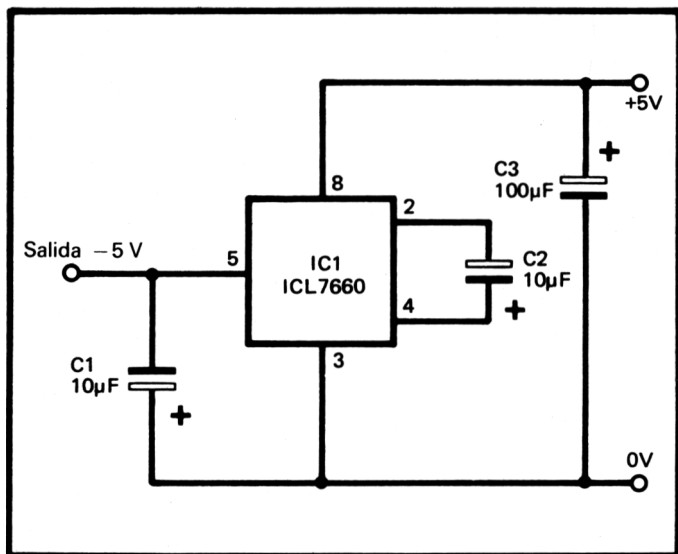 +5V
C3
100µF
+
8
2
Salida −5 V
5
IC1
ICL7660
C2
10µF
+
4
3
C1
10µF
+
0V